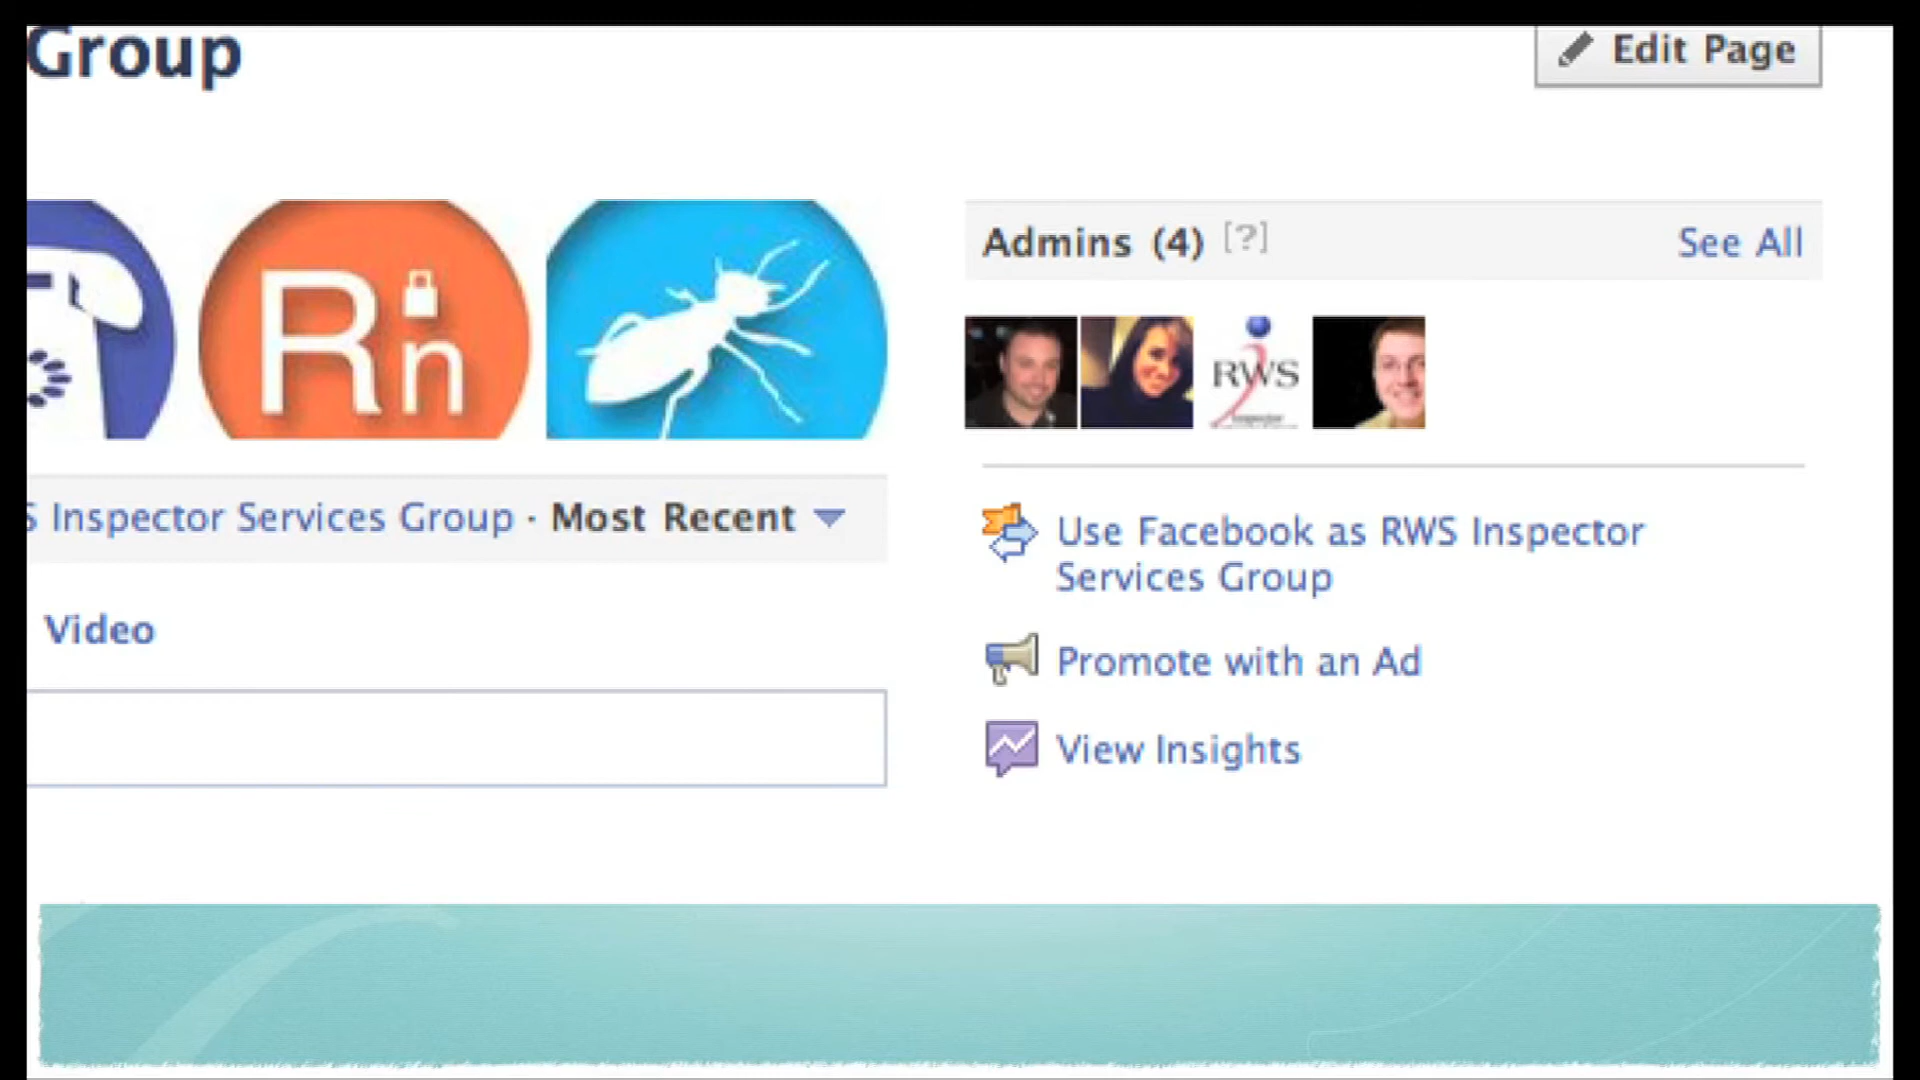 Group
Edit Page
Rn
Admins (4) [?]
See All
RWS
Inspector
S Inspector Services Group · Most Recent
Use Facebook as RWS Inspector
Services Group
Video
Promote with an Ad
View Insights